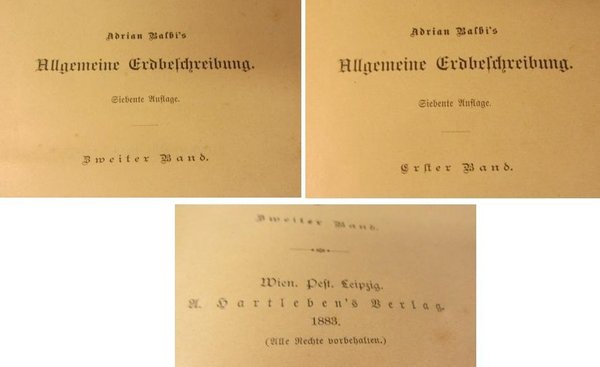 Adrian Balbi's
Allgemeine Erdbeschreibung.
Siebente Auflage.
Zweiter Band.
Adrian Balbi's
Allgemeine Erdbeschreibung.
Siebente Auflage.
Erster Band.
Zweiter Band.
Wien. Pest. Leipzig.
A. Hartleben's Verlag.
1883.
(Alle Rechte vorbehalten.)